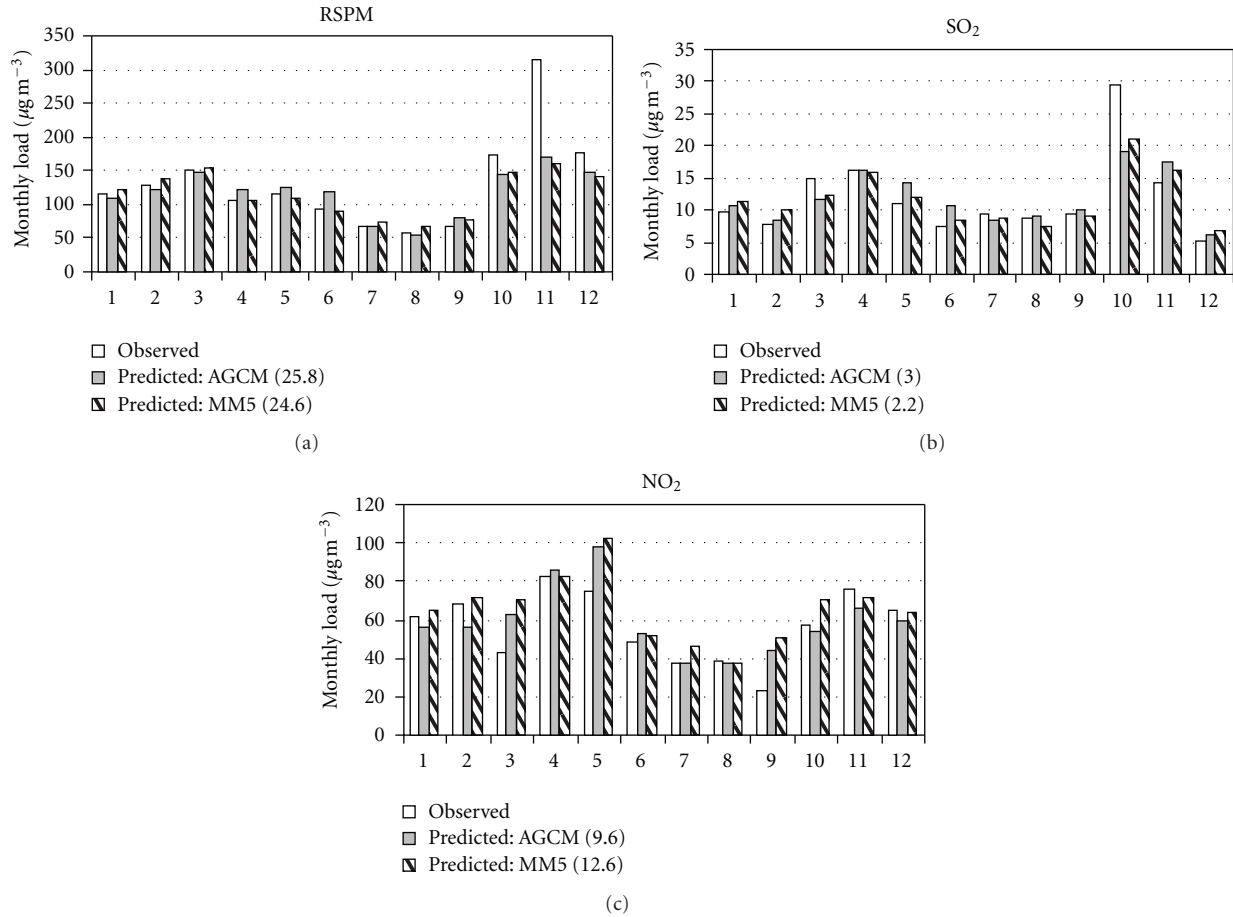 RSPM
Monthly load (μg m⁻³)
350
300
250
200
150
100
50
0
1 2 3 4 5 6 7 8 9 10 11 12
Observed
Predicted: AGCM (25.8)
Predicted: MM5 (24.6)
(a)
SO₂
Monthly load (μg m⁻³)
35
30
25
20
15
10
5
0
1 2 3 4 5 6 7 8 9 10 11 12
Observed
Predicted: AGCM (3)
Predicted: MM5 (2.2)
(b)
NO₂
Monthly load (μg m⁻³)
120
100
80
60
40
20
0
1 2 3 4 5 6 7 8 9 10 11 12
Observed
Predicted: AGCM (9.6)
Predicted: MM5 (12.6)
(c)